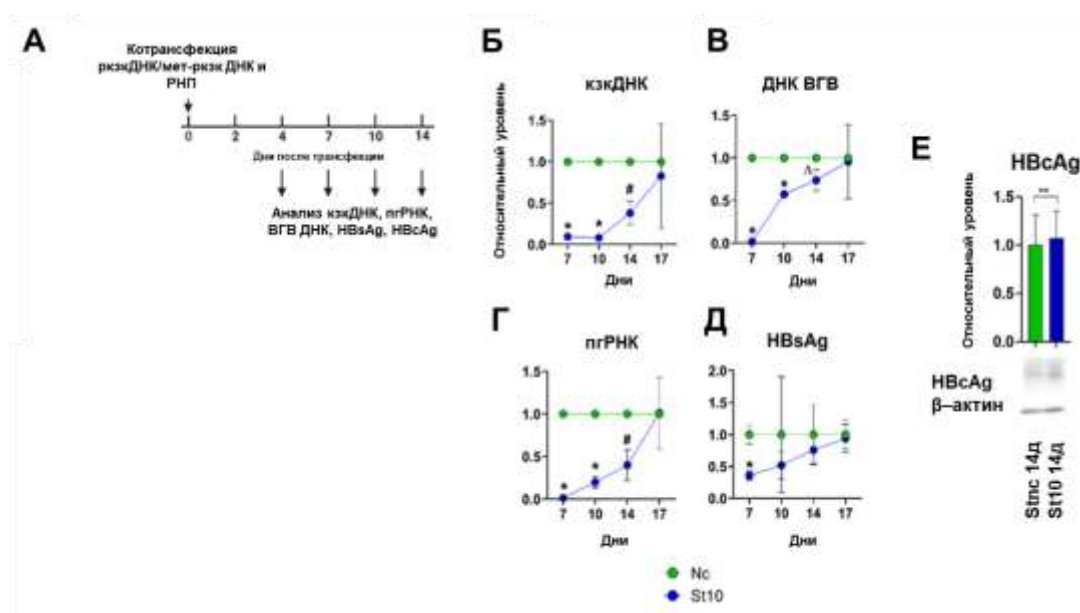 А
Котрансфекция
ркзкДНК/мет-ркзк ДНК и
РНП
0 2 4 7 10 14
Дни после трансфекции
Анализ кзкДНК, пгРНК,
ВГВ ДНК, HBsAg, HBcAg
Б
кзкДНК
Относительный уровень
1.5
1.0
0.5
0.0
* * #
7 10 14 17
Дни
В
ДНК ВГВ
1.5
1.0
0.5
0.0
* * Λ
7 10 14 17
Дни
Г
пгРНК
1.5
1.0
0.5
0.0
* * #
7 10 14 17
Дни
Д
HBsAg
2.0
1.5
1.0
0.5
0.0
*
7 10 14 17
Дни
Nc
St10
Е
HBcAg
Относительный уровень
1.5
1.0
0.5
0.0
HBcAg
β–актин
Stnc 14д
St10 14д